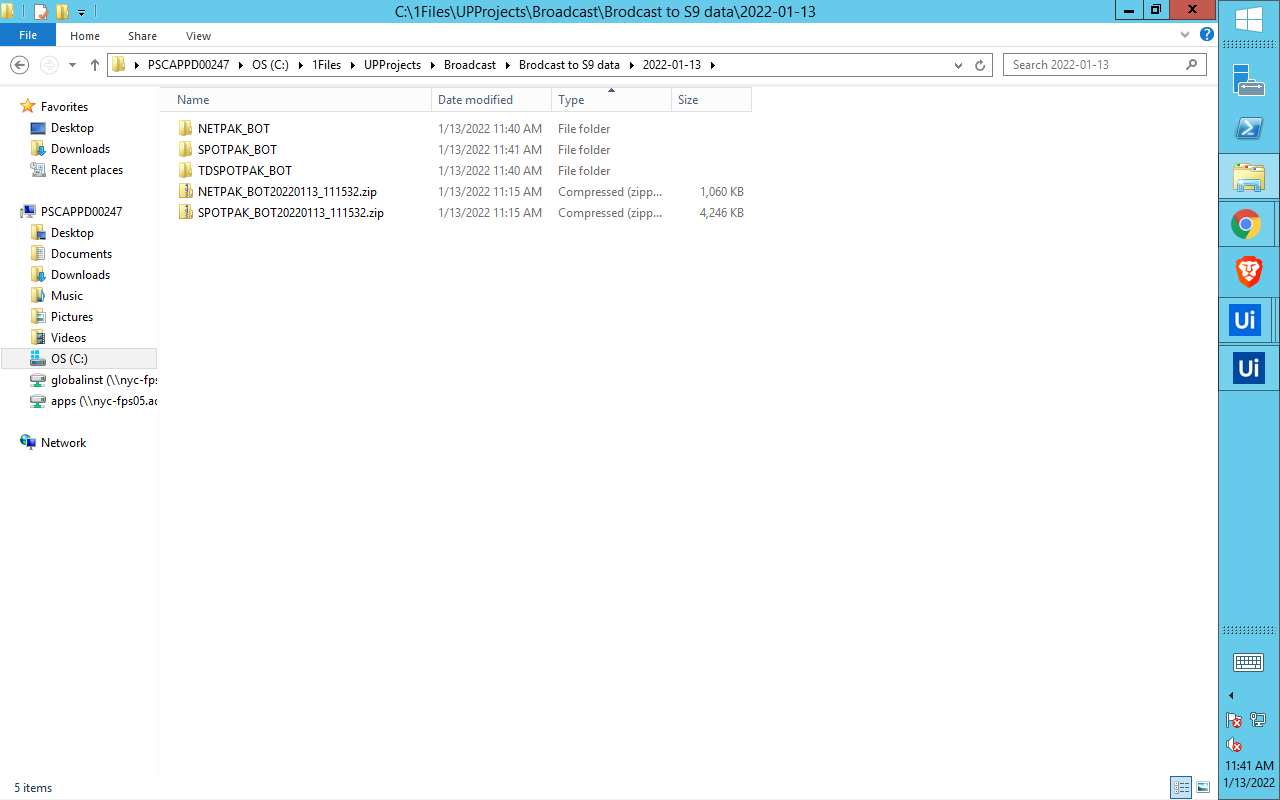 C:\1Files\UPProjects\Broadcast\Brodcast to S9 data\2022-01-13
File Home Share View
PSCAPPD00247 OS (C:) 1Files UPProjects Broadcast Brodcast to S9 data 2022-01-13 Search 2022-01-13
Name Date modified Type Size
Favorites
Desktop
Downloads
Recent places
PSCAPPD00247
Desktop
Documents
Downloads
Music
Pictures
Videos
OS (C:)
globalinst (\\nyc-fps
apps (\\nyc-fps05.ac
Network
NETPAK_BOT 1/13/2022 11:40 AM File folder
SPOTPAK_BOT 1/13/2022 11:41 AM File folder
TDSPOTPAK_BOT 1/13/2022 11:40 AM File folder
NETPAK_BOT20220113_111532.zip 1/13/2022 11:15 AM Compressed (zipp... 1,060 KB
SPOTPAK_BOT20220113_111532.zip 1/13/2022 11:15 AM Compressed (zipp... 4,246 KB
5 items
Ui
Ui
11:41 AM
1/13/2022